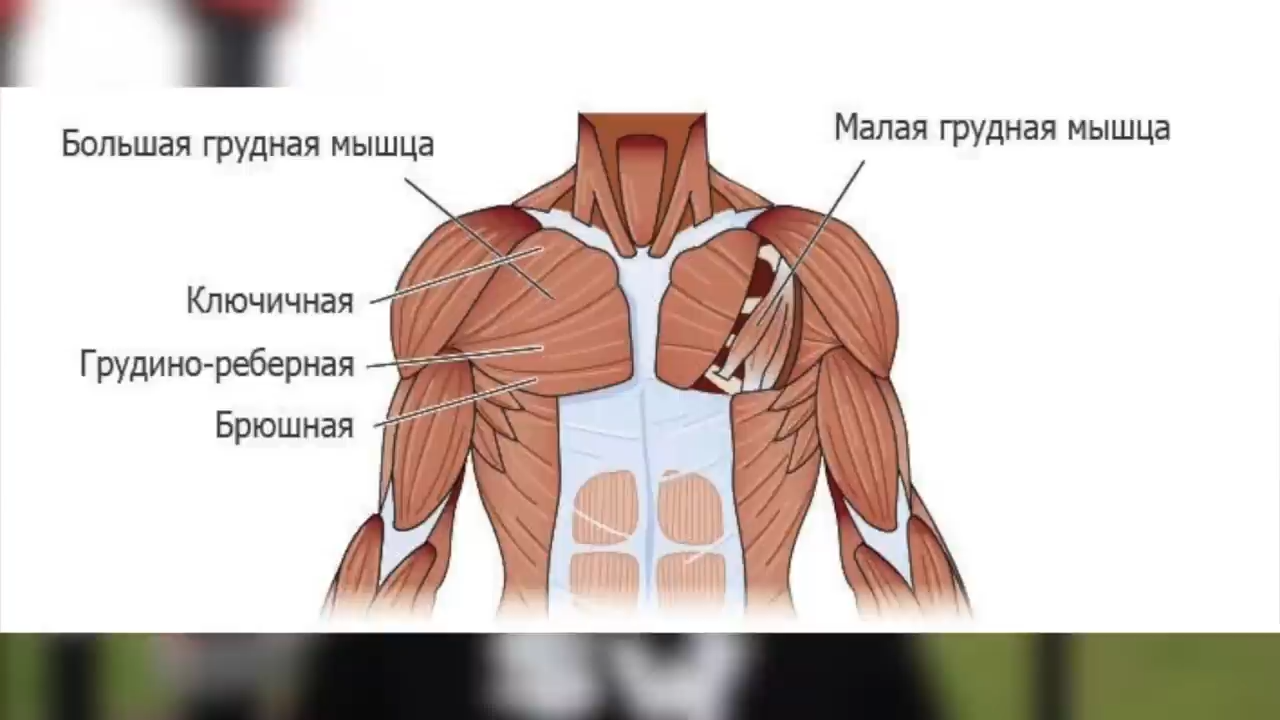 Большая грудная мышца
Малая грудная мышца
Ключичная
Грудино-реберная
Брюшная